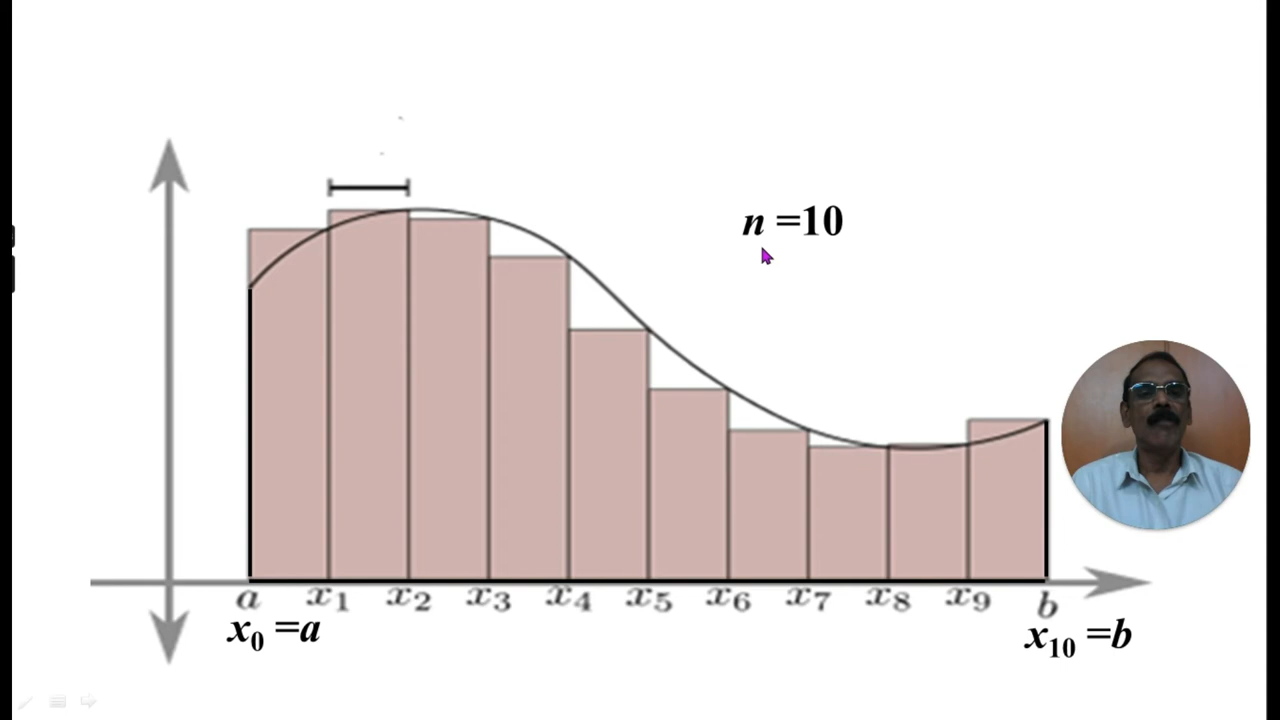 n =10
a x₁ x₂ x₃ x₄ x₅ x₆ x₇ x₈ x₉ b
x₀ =a x₁₀ =b